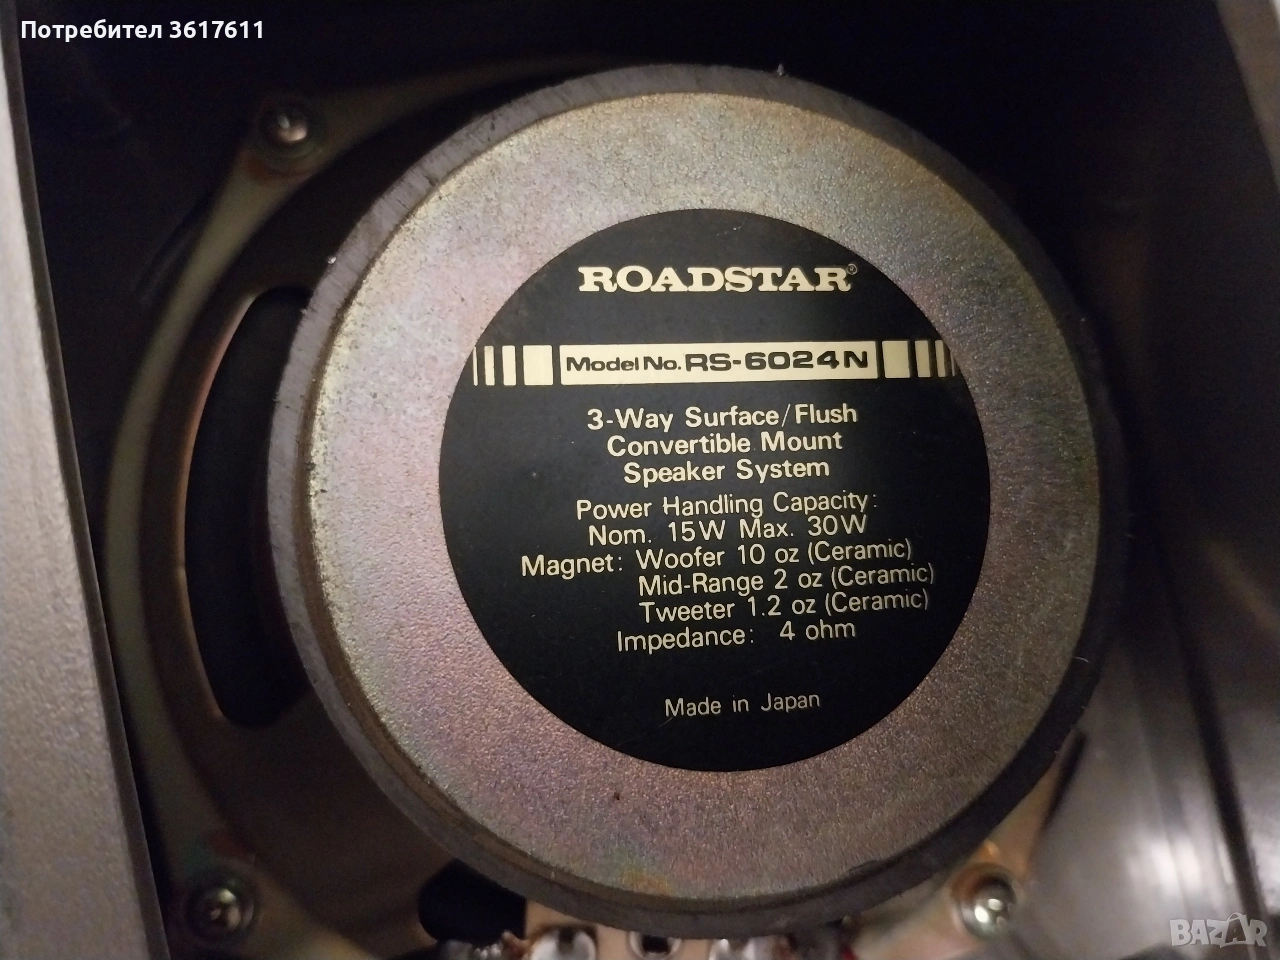 Потребител 3617611
ROADSTAR®
Model No. RS-6024N
3-Way Surface/Flush
Convertible Mount
Speaker System
Power Handling Capacity:
Nom. 15W Max. 30W
Magnet: Woofer 10 oz (Ceramic)
Mid-Range 2 oz (Ceramic)
Tweeter 1.2 oz (Ceramic)
Impedance: 4 ohm
Made in Japan
BAZAR